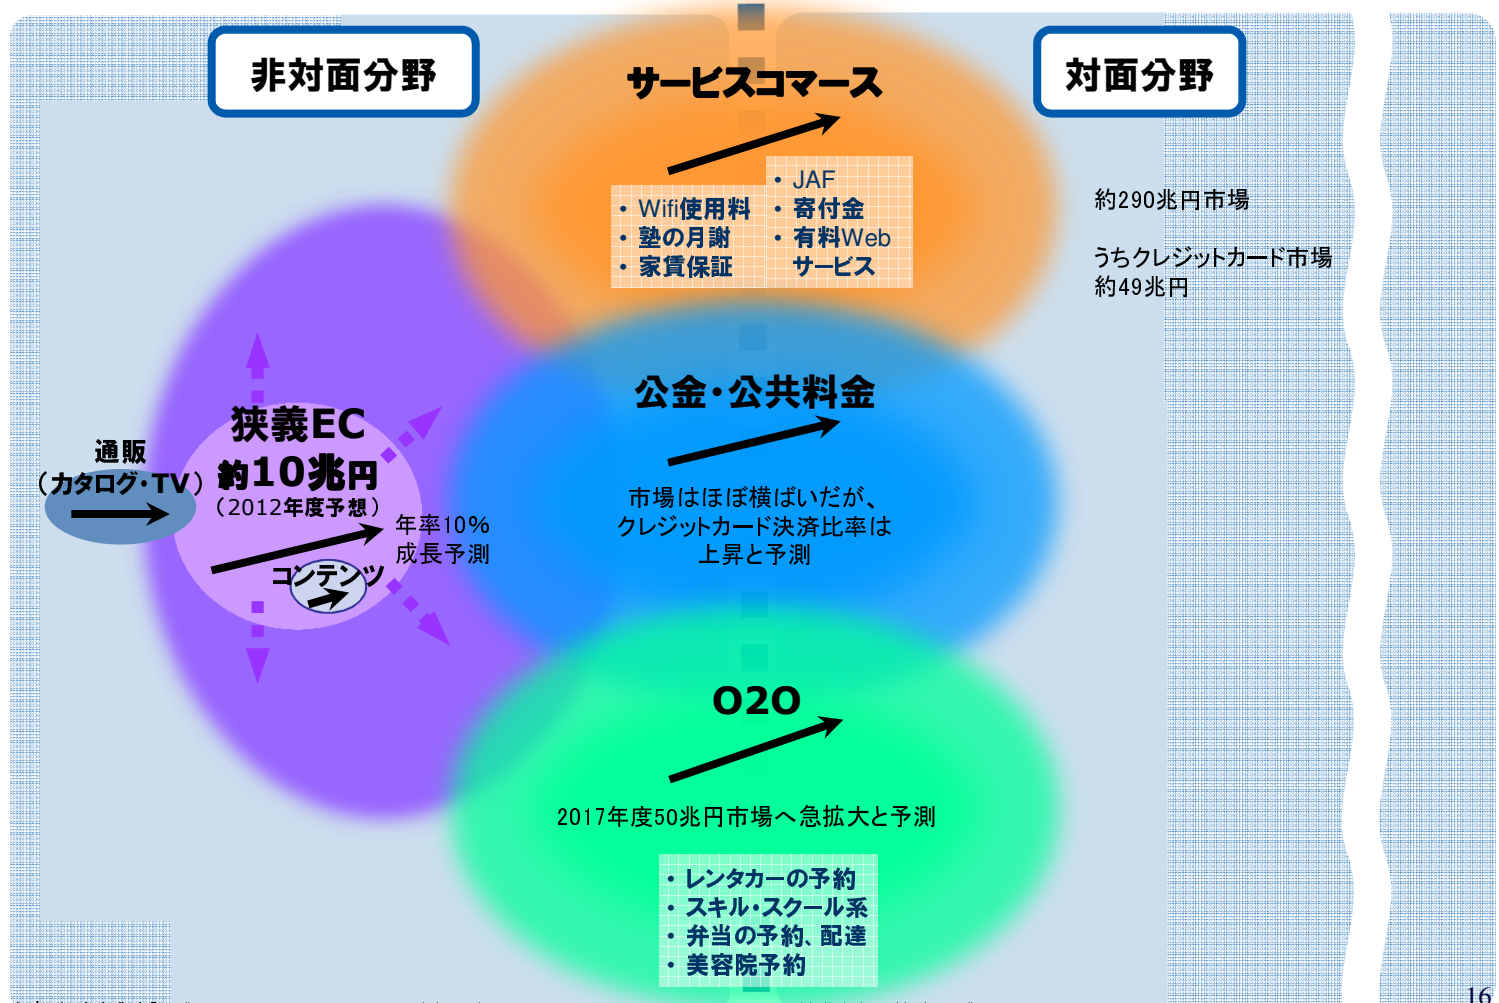 非対面分野
サービスコマース
対面分野
・ Wifi使用料
・ 塾の月謝
・ 家賃保証
・ JAF
・ 寄付金
・ 有料Web
サービス
約290兆円市場
うちクレジットカード市場
約49兆円
公金・公共料金
市場はほぼ横ばいだが、
クレジットカード決済比率は
上昇と予測
通販
（カタログ・TV）
狭義EC
約10兆円
（2012年度予想）
年率10％
成長予測
コンテンツ
O2O
2017年度50兆円市場へ急拡大と予測
・ レンタカーの予約
・ スキル・スクール系
・ 弁当の予約、配達
・ 美容院予約
16